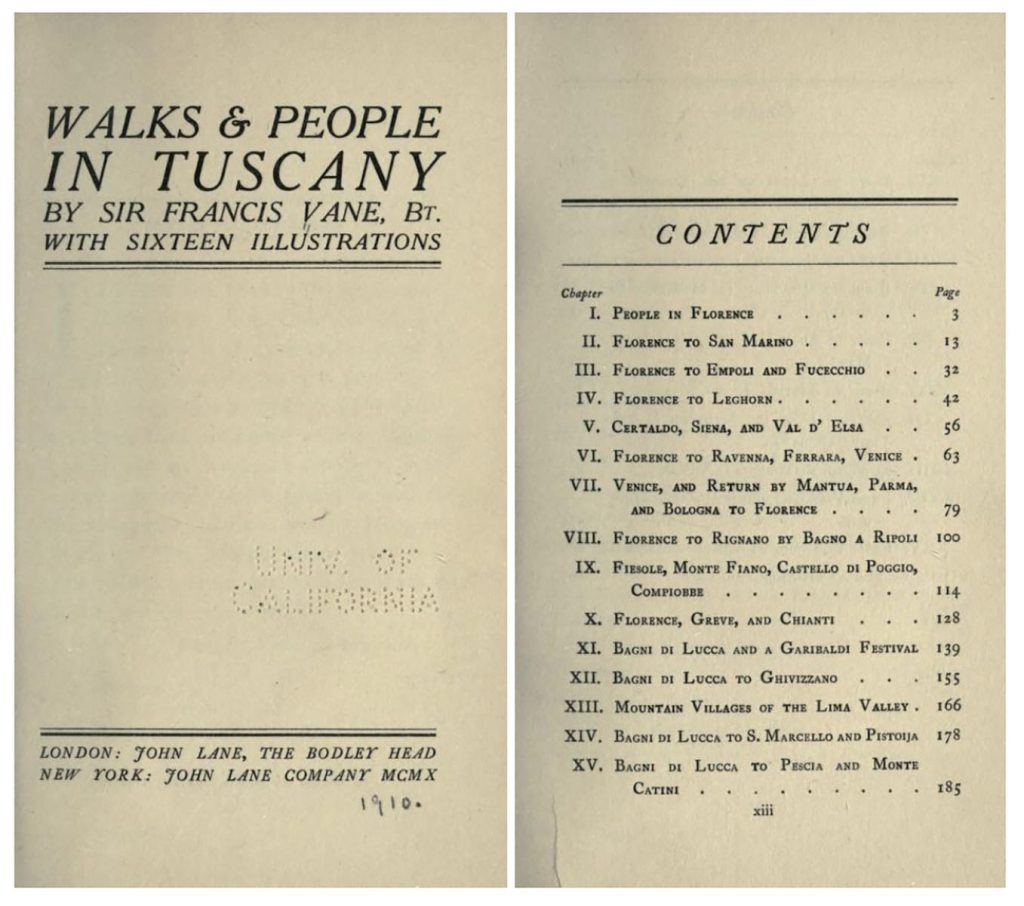 WALKS & PEOPLE
IN TUSCANY
BY SIR FRANCIS VANE, BT.
WITH SIXTEEN ILLUSTRATIONS
UNIV. OF
CALIFORNIA
LONDON: JOHN LANE, THE BODLEY HEAD
NEW YORK: JOHN LANE COMPANY MCMX
1910.
CONTENTS
Chapter Page
I. PEOPLE IN FLORENCE . . . . . . 3
II. FLORENCE TO SAN MARINO . . . . . 13
III. FLORENCE TO EMPOLI AND FUCECCHIO . . 32
IV. FLORENCE TO LEGHORN . . . . . . 42
V. CERTALDO, SIENA, AND VAL D' ELSA . . 56
VI. FLORENCE TO RAVENNA, FERRARA, VENICE . 63
VII. VENICE, AND RETURN BY MANTUA, PARMA,
AND BOLOGNA TO FLORENCE . . . . 79
VIII. FLORENCE TO RIGNANO BY BAGNO A RIPOLI 100
IX. FIESOLE, MONTE FIANO, CASTELLO DI POGGIO,
COMPIOBBE . . . . . . . . 114
X. FLORENCE, GREVE, AND CHIANTI . . . 128
XI. BAGNI DI LUCCA AND A GARIBALDI FESTIVAL 139
XII. BAGNI DI LUCCA TO GHIVIZZANO . . . 155
XIII. MOUNTAIN VILLAGES OF THE LIMA VALLEY . 166
XIV. BAGNI DI LUCCA TO S. MARCELLO AND PISTOIJA 178
XV. BAGNI DI LUCCA TO PESCIA AND MONTE
CATINI . . . . . . . . . 185
xiii